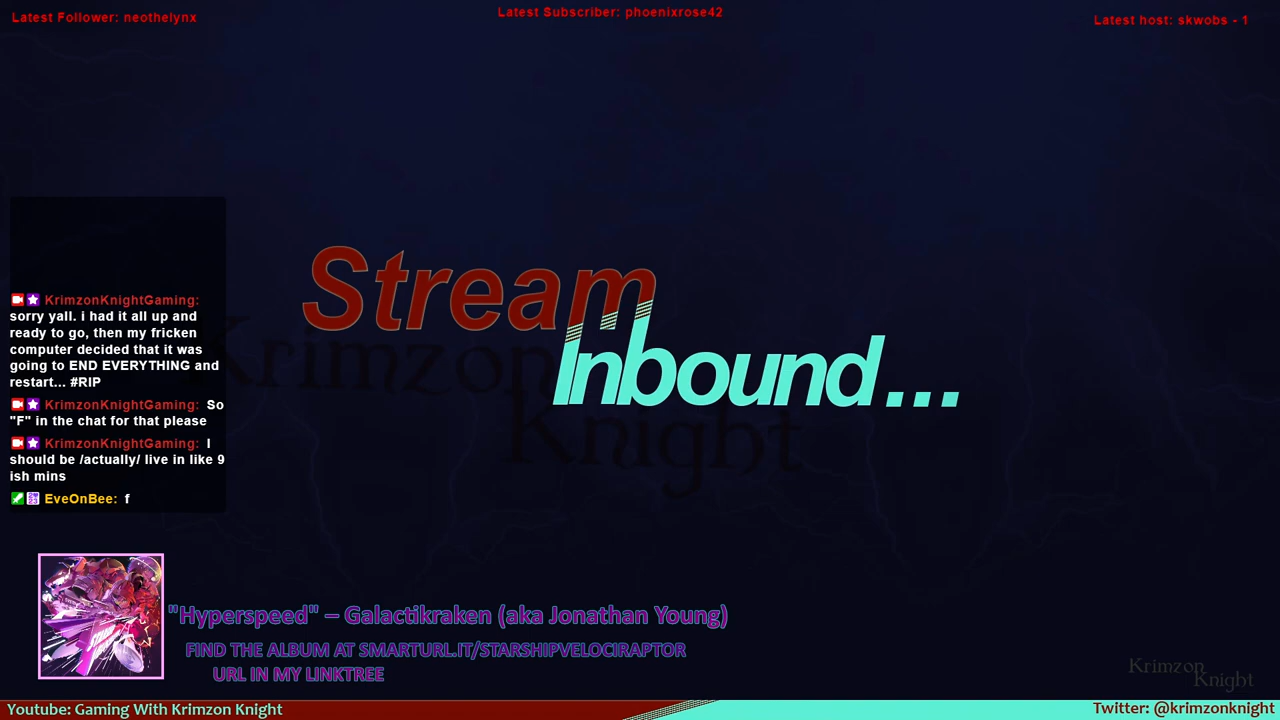 Latest Follower: neothelynx
Latest Subscriber: phoenixrose42
Latest host: skwobs - 1
Stream
Inbound...
Krimzon
Knight
KrimzonKnightGaming:
sorry yall. i had it all up and
ready to go, then my fricken
computer decided that it was
going to END EVERYTHING and
restart... #RIP
KrimzonKnightGaming: So
"F" in the chat for that please
KrimzonKnightGaming: I
should be /actually/ live in like 9
ish mins
EveOnBee: f
"Hyperspeed" – Galactikraken (aka Jonathan Young)
FIND THE ALBUM AT SMARTURL.IT/STARSHIPVELOCIRAPTOR
URL IN MY LINKTREE
Krimzon
Knight
Youtube: Gaming With Krimzon Knight
Twitter: @krimzonknight